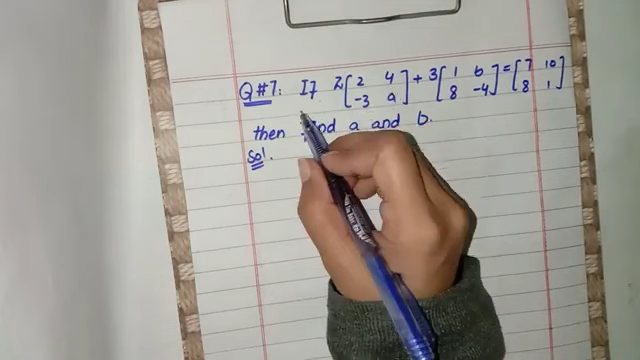 Q#7: If 2[2 4 -3 a] + 3[1 b 8 -4] = [7 10 8 1]
then find a and b.
Sol.